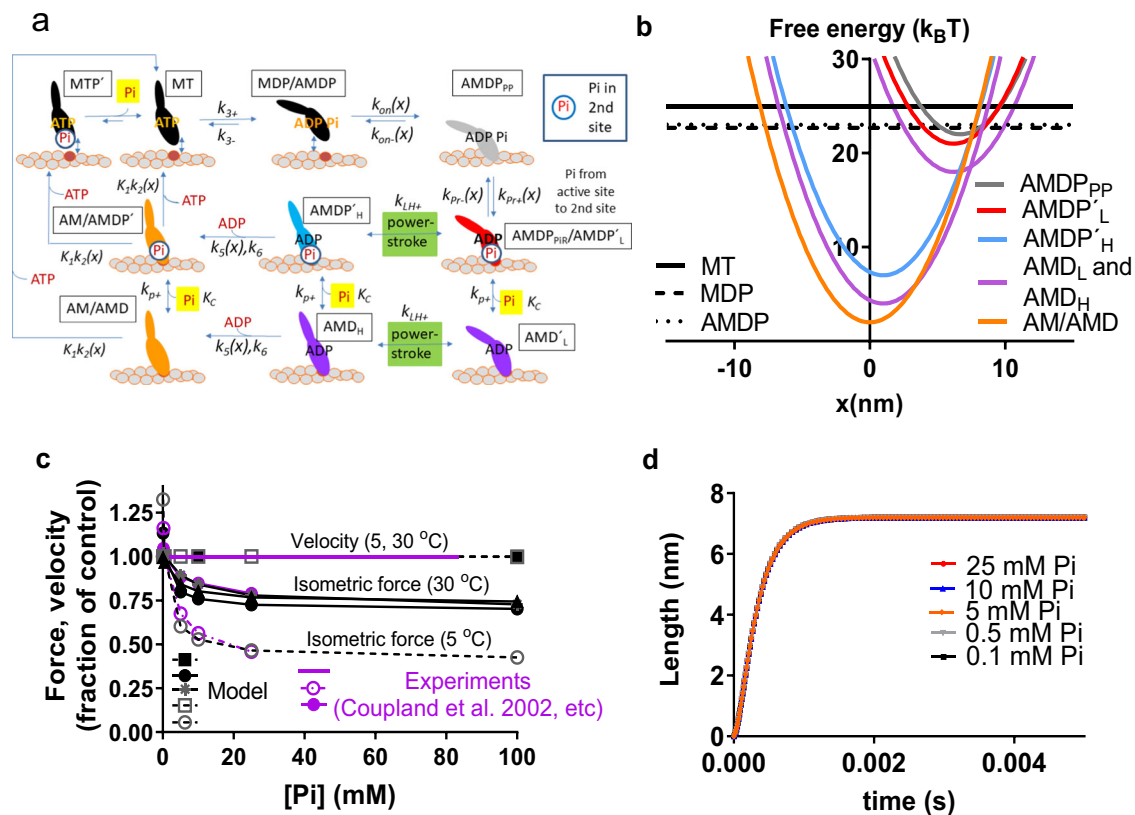 a
MTP´
Pi
MT
MDP/AMDP
AMDP_PP
Pi
Pi in
2nd
site
ATP
Pi
ATP
k3+
k3-
ADP Pi
kon(x)
kon-(x)
ADP Pi
K1k2(x)
ATP
ATP
AM/AMDP´
Pi
K1k2(x)
ATP
ADP
k5(x),k6
AMDP´H
ADP
Pi
kLH+
power-
stroke
kPr-(x)
kPr+(x)
Pi from
active site
to 2nd site
ADP
Pi
AMDP_PiR/AMDP´L
kp+
Pi
KC
AM/AMD
kp+
Pi
KC
kp+
Pi
KC
K1k2(x)
ADP
k5(x),k6
AMDH
ADP
kLH+
power-
stroke
AMD´L
ADP
b
Free energy (kBT)
30
20
10
-10
0
10
x(nm)
MT
MDP
AMDP
AMDP_PP
AMDP´L
AMDP´H
AMDL and
AMDH
AM/AMD
c
Force, velocity
(fraction of control)
1.25
1.00
0.75
0.50
0.25
0.00
0
20
40
60
80
100
[Pi] (mM)
Velocity (5, 30 °C)
Isometric force (30 °C)
Isometric force (5 °C)
Model
Experiments
(Coupland et al. 2002, etc)
d
Length (nm)
8
6
4
2
0
0.000
0.002
0.004
time (s)
25 mM Pi
10 mM Pi
5 mM Pi
0.5 mM Pi
0.1 mM Pi